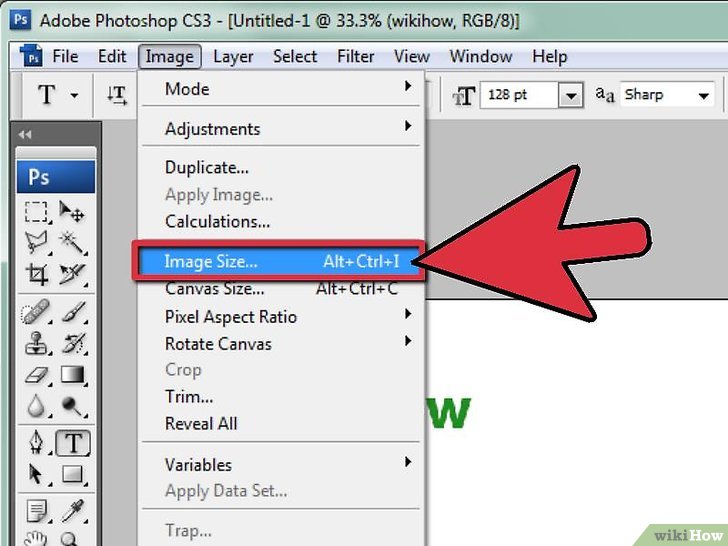 Ps Adobe Photoshop CS3 - [Untitled-1 @ 33.3% (wikihow, RGB/8)]
Ps File Edit Image Layer Select Filter View Window Help
T T 128 pt aa Sharp
Mode
Adjustments
Ps
Duplicate...
Apply Image...
Calculations...
Image Size... Alt+Ctrl+I
Canvas Size... Alt+Ctrl+C
Pixel Aspect Ratio
Rotate Canvas
Crop
Trim...
Reveal All
w
T
Variables
Apply Data Set...
Trap...
wikiHow